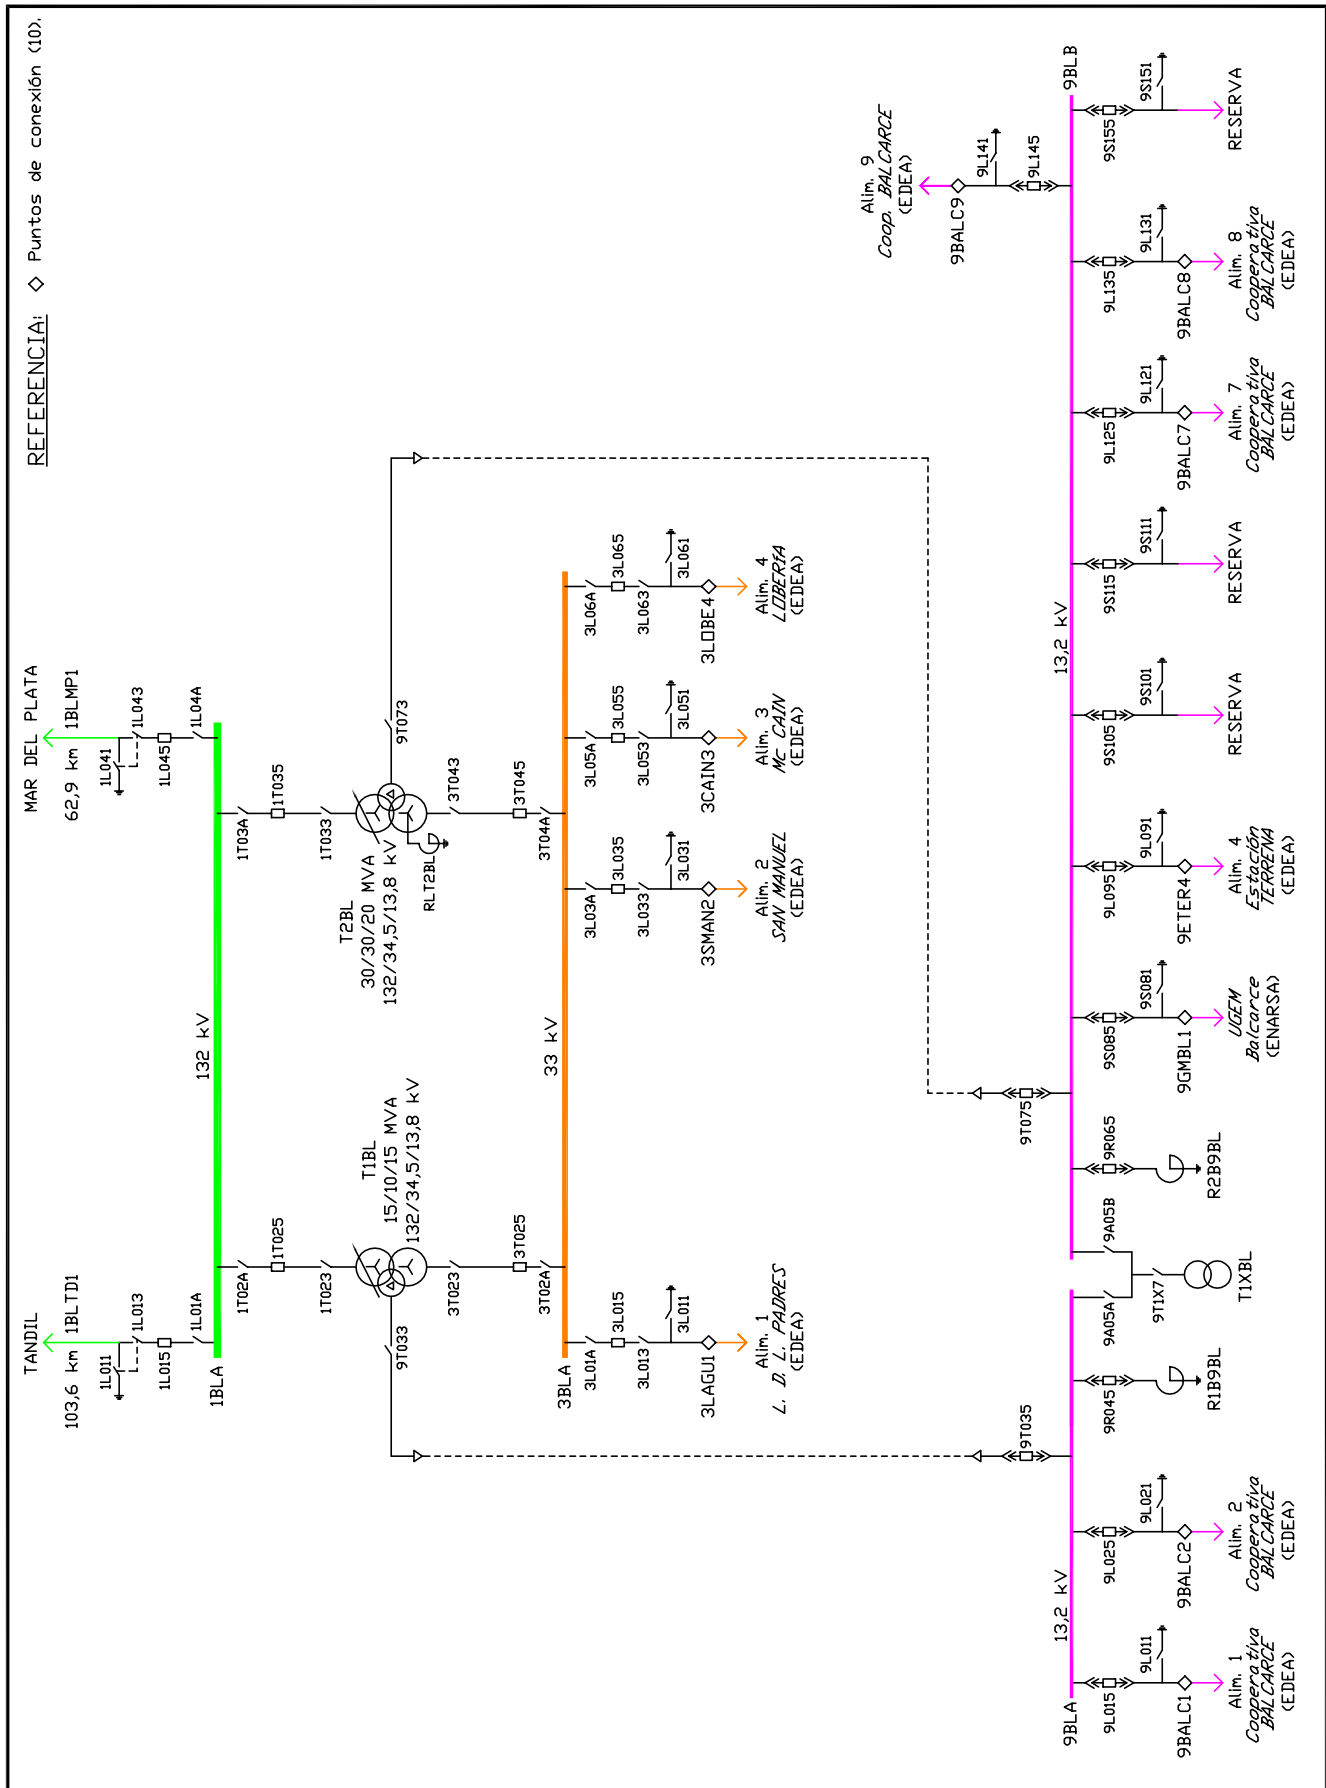 REFERENCIA: ◇ Puntos de conexión (10).
TANDIL
103,6 km 1BLTD1
1L011
1L013
1L015
1L01A
1BLA
132 kV
MAR DEL PLATA
62,9 km 1BLMP1
1L041
1L043
1L045
1L04A
1T02A
1T025
1T023
T1BL
15/10/15 MVA
132/34,5/13,8 kV
9T033
3T023
3T025
3T02A
1T03A
1T035
1T033
T2BL
30/30/20 MVA
132/34,5/13,8 kV
RLT2BL
9T073
3T043
3T045
3T04A
3BLA
33 kV
3L01A
3L015
3L013
3L011
3LAGU1
Alim. 1
L. D. L. PADRES
(EDEA)
3L03A
3L035
3L033
3L031
3SMAN2
Alim. 2
SAN MANUEL
(EDEA)
3L05A
3L055
3L053
3L051
3CAIN3
Alim. 3
Mc CAIN
(EDEA)
3L06A
3L065
3L063
3L061
3LOBE4
Alim. 4
LOBERÍA
(EDEA)
Alim. 9
Coop. BALCARCE
(EDEA)
9BALC9
9L141
9L145
9T035
9T075
9BLA
13,2 kV
13,2 kV
9BLB
9L015
9L011
9BALC1
Alim. 1
Cooperativa
BALCARCE
(EDEA)
9L025
9L021
9BALC2
Alim. 2
Cooperativa
BALCARCE
(EDEA)
9R045
R1B9BL
9A05A
9A05B
9T1X7
T1XBL
9R065
R2B9BL
9S085
9S081
9GMBL1
UGEM
Balcarce
(ENARSA)
9L095
9L091
9ETER4
Alim. 4
Estación
TERRENA
(EDEA)
9S105
9S101
RESERVA
9S115
9S111
RESERVA
9L125
9L121
9BALC7
Alim. 7
Cooperativa
BALCARCE
(EDEA)
9L135
9L131
9BALC8
Alim. 8
Cooperativa
BALCARCE
(EDEA)
9S155
9S151
RESERVA